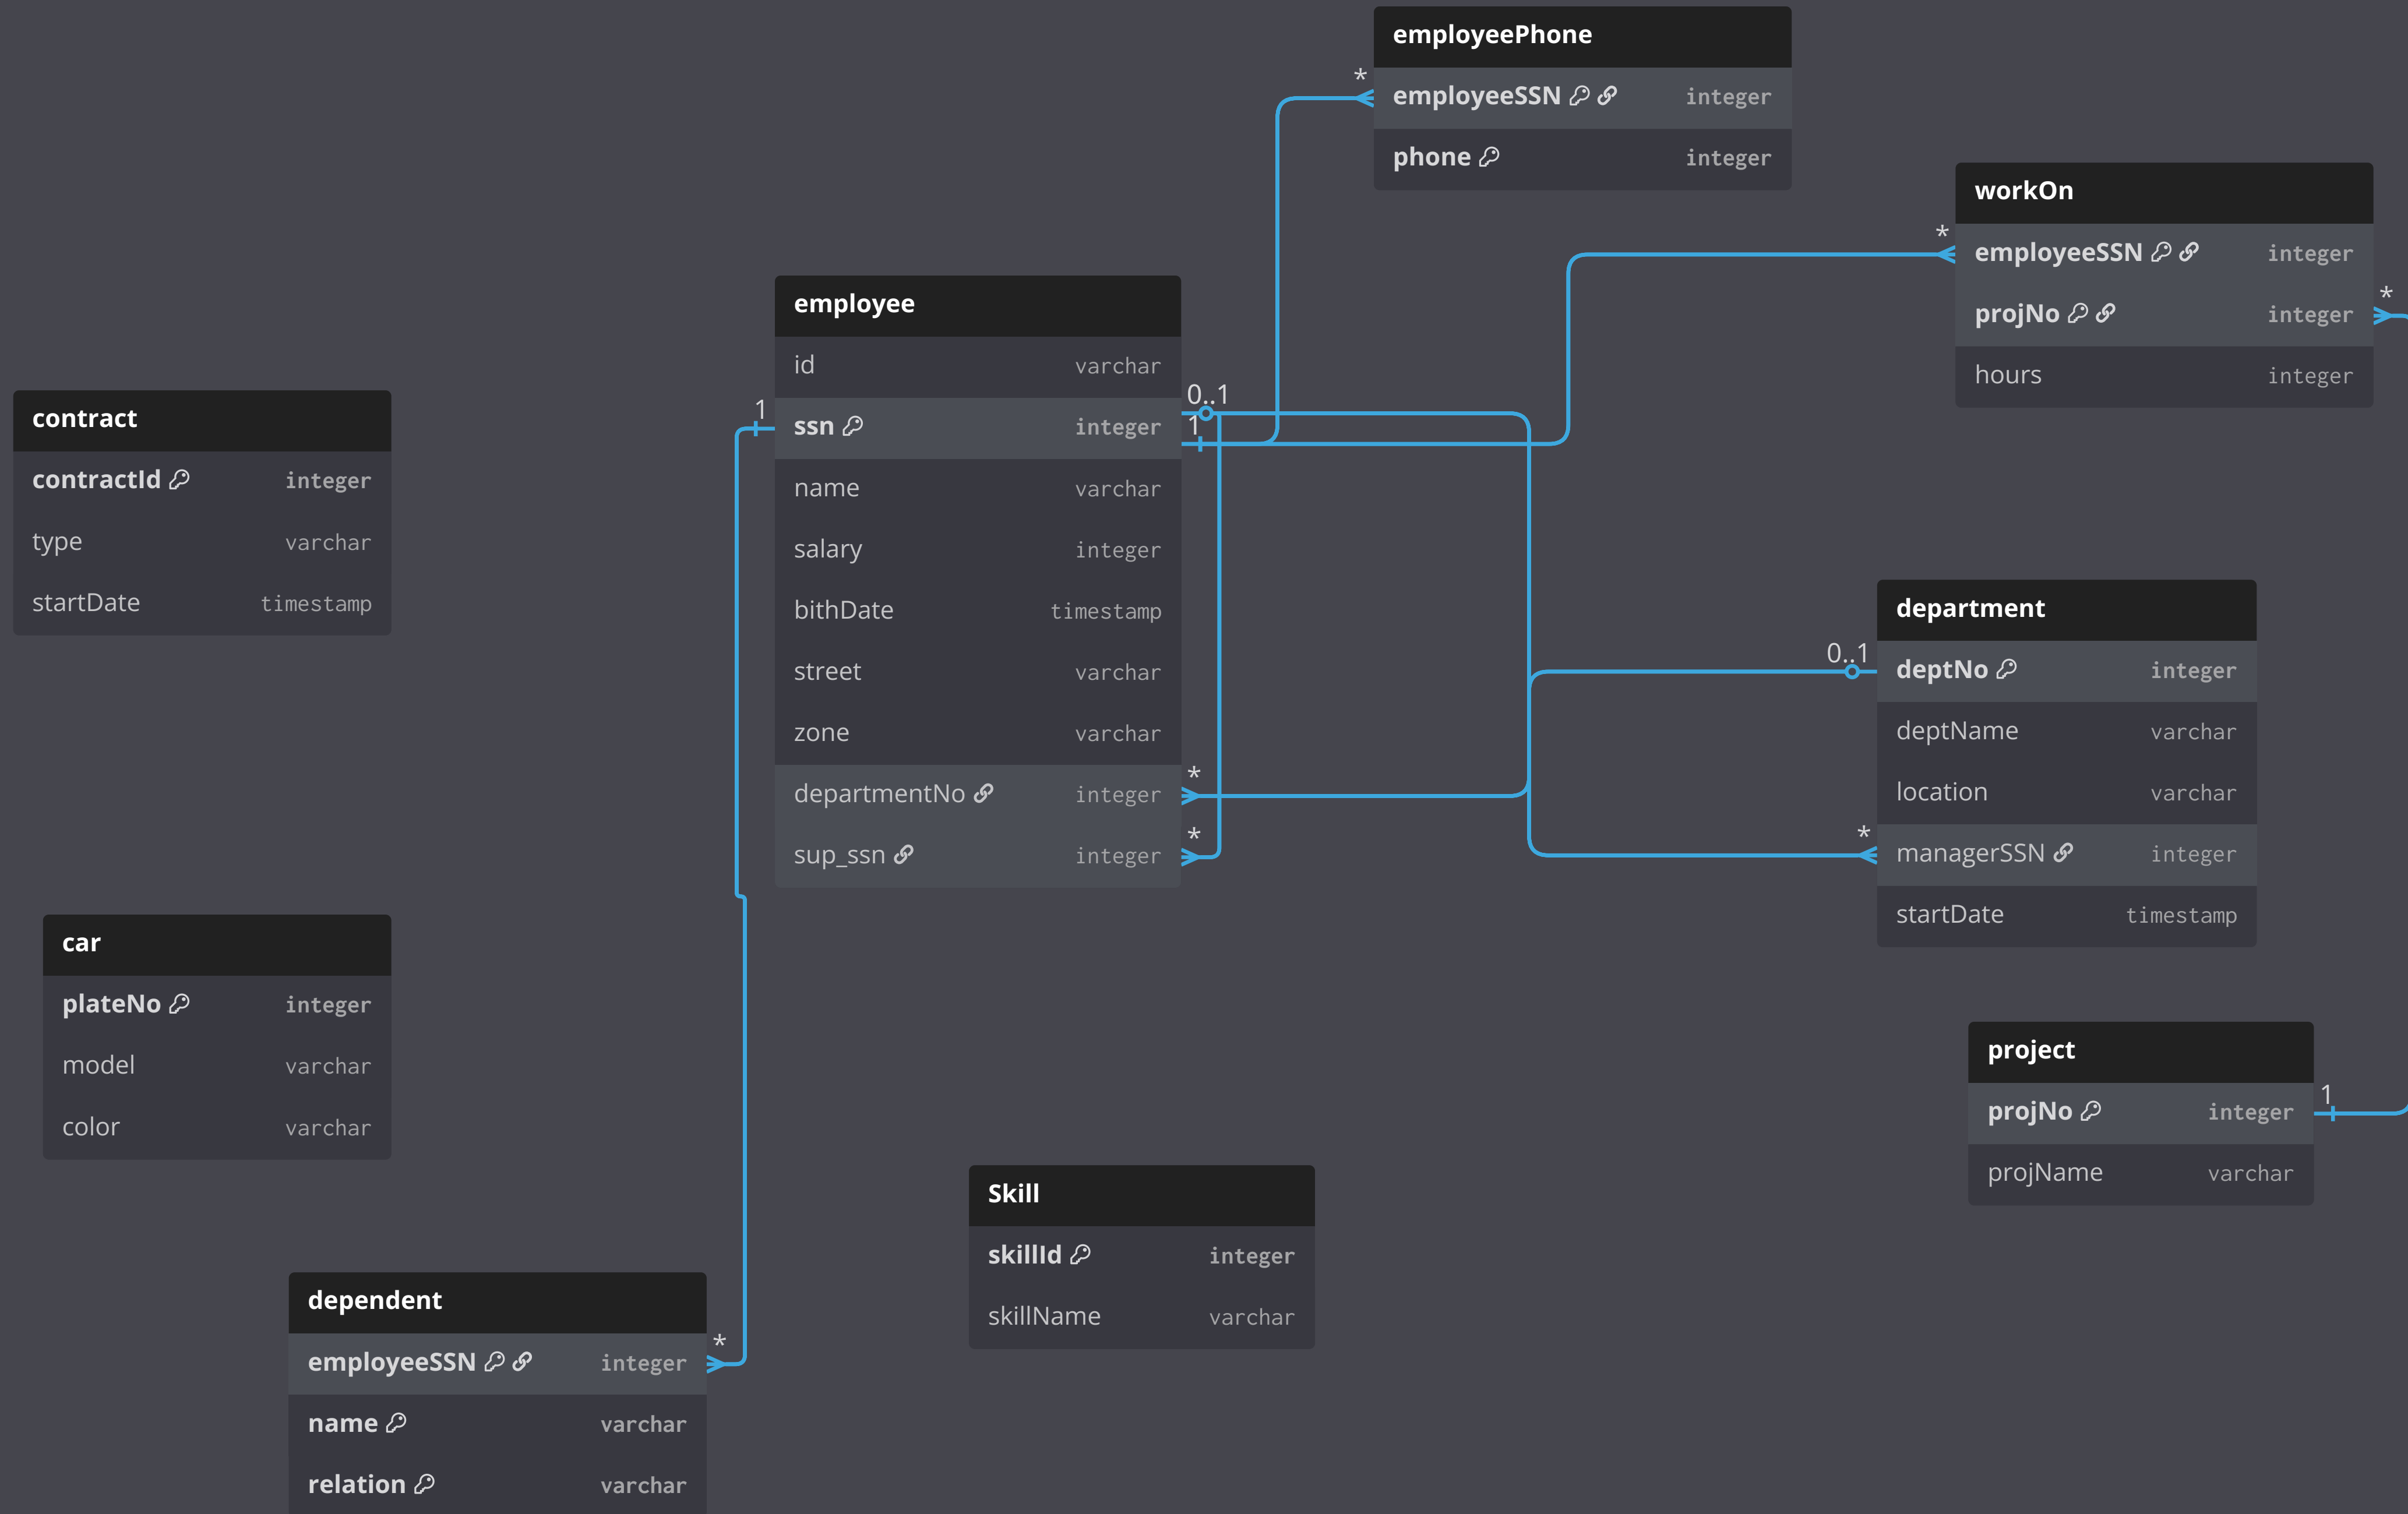 employeePhone
*
employeeSSN integer
phone integer
workOn
*
employeeSSN integer
*
projNo integer
hours integer
employee
id varchar
0..1
1
1
ssn integer
name varchar
salary integer
bithDate timestamp
street varchar
zone varchar
*
departmentNo integer
*
sup_ssn integer
contract
contractId integer
type varchar
startDate timestamp
department
0..1
deptNo integer
deptName varchar
location varchar
*
managerSSN integer
startDate timestamp
car
plateNo integer
model varchar
color varchar
project
1
projNo integer
projName varchar
Skill
skillId integer
skillName varchar
dependent
*
employeeSSN integer
name varchar
relation varchar